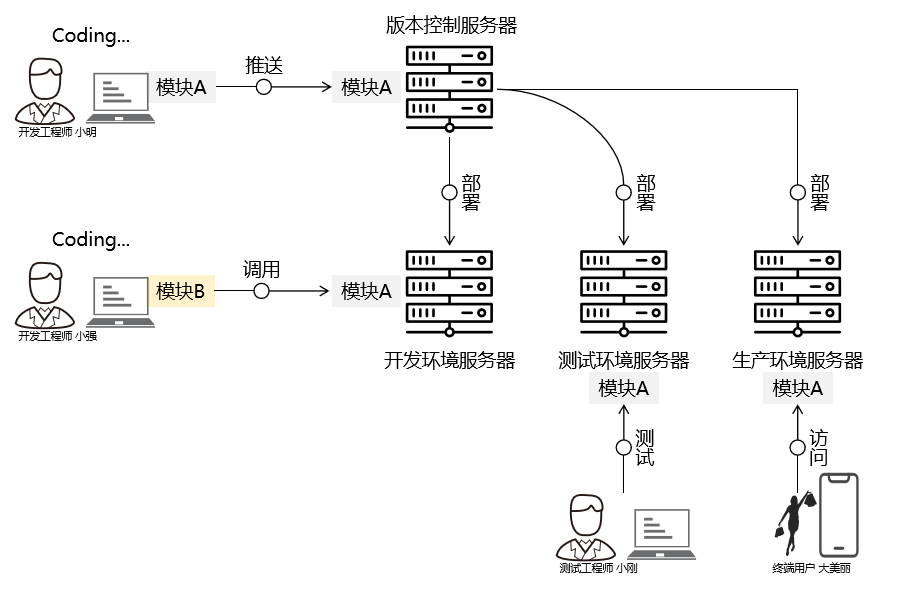 Coding...
版本控制服务器
推送
模块A
模块A
开发工程师 小明
部署
部署
部署
Coding...
调用
模块B
模块A
开发工程师 小强
开发环境服务器
测试环境服务器
生产环境服务器
模块A
模块A
测试
访问
测试工程师 小刚
终端用户 大美丽